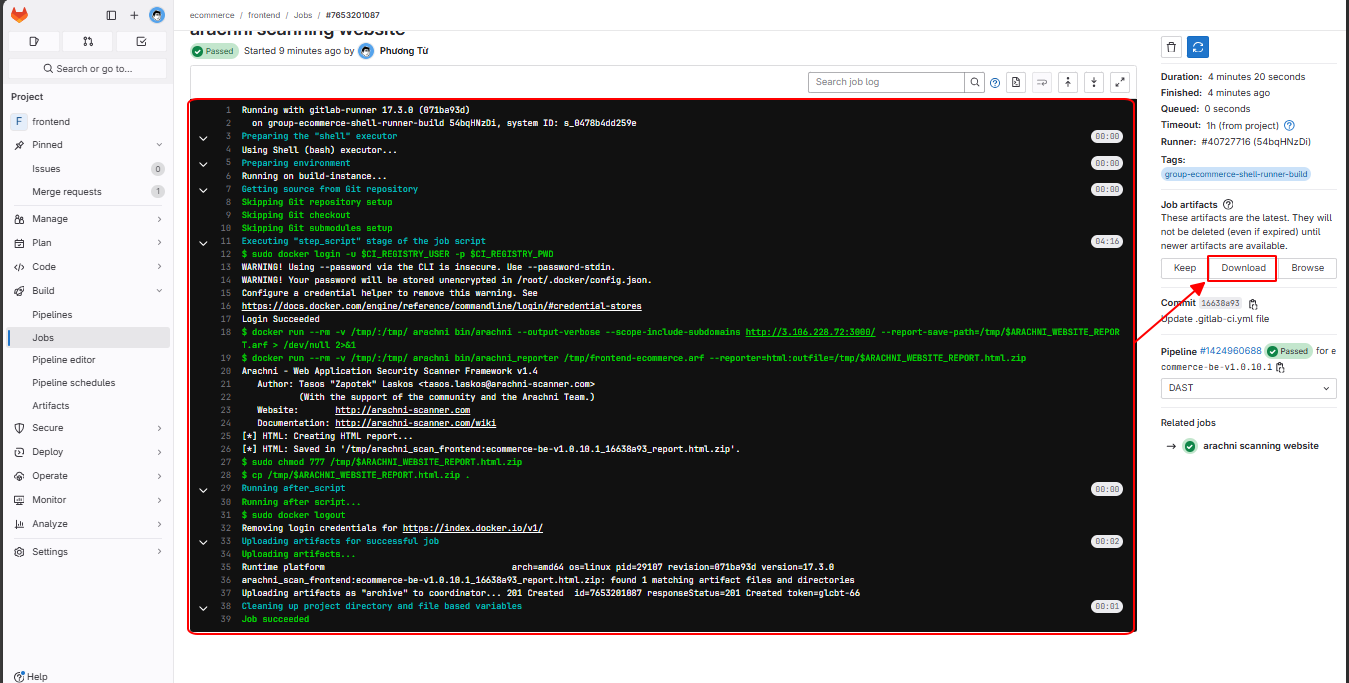 ecommerce / frontend / Jobs / #7653201087
arachni scanning website
Passed Started 9 minutes ago by Phương Từ
Search or go to...
Project
F frontend
Pinned
Issues 0
Merge requests 1
Manage
Plan
Code
Build
Pipelines
Jobs
Pipeline editor
Pipeline schedules
Artifacts
Secure
Deploy
Operate
Monitor
Analyze
Settings
Help
Search job log
1 Running with gitlab-runner 17.3.0 (071ba93d)
2 on group-ecommerce-shell-runner-build 54bqHNzDi, system ID: s_0478b4dd259e
3 Preparing the "shell" executor 00:00
4 Using Shell (bash) executor...
5 Preparing environment 00:00
6 Running on build-instance...
7 Getting source from Git repository 00:00
8 Skipping Git repository setup
9 Skipping Git checkout
10 Skipping Git submodules setup
11 Executing "step_script" stage of the job script 04:16
12 $ sudo docker login -u $CI_REGISTRY_USER -p $CI_REGISTRY_PWD
13 WARNING! Using --password via the CLI is insecure. Use --password-stdin.
14 WARNING! Your password will be stored unencrypted in /root/.docker/config.json.
15 Configure a credential helper to remove this warning. See
16 https://docs.docker.com/engine/reference/commandline/login/#credential-stores
17 Login Succeeded
18 $ docker run --rm -v /tmp/:/tmp/ arachni bin/arachni --output-verbose --scope-include-subdomains http://3.106.228.72:3000/ --report-save-path=/tmp/$ARACHNI_WEBSITE_REPOR
T.arf > /dev/null 2>&1
19 $ docker run --rm -v /tmp/:/tmp/ arachni bin/arachni_reporter /tmp/frontend-ecommerce.arf --reporter=html:outfile=/tmp/$ARACHNI_WEBSITE_REPORT.html.zip
20 Arachni - Web Application Security Scanner Framework v1.4
21 Author: Tasos "Zapotek" Laskos <tasos.laskos@arachni-scanner.com>
22 (With the support of the community and the Arachni Team.)
23 Website: http://arachni-scanner.com
24 Documentation: http://arachni-scanner.com/wiki
25 [*] HTML: Creating HTML report...
26 [*] HTML: Saved in '/tmp/arachni_scan_frontend:ecommerce-be-v1.0.10.1_16638a93_report.html.zip'.
27 $ sudo chmod 777 /tmp/$ARACHNI_WEBSITE_REPORT.html.zip
28 $ cp /tmp/$ARACHNI_WEBSITE_REPORT.html.zip .
29 Running after_script 00:00
30 Running after script...
31 $ sudo docker logout
32 Removing login credentials for https://index.docker.io/v1/
33 Uploading artifacts for successful job 00:02
34 Uploading artifacts...
35 Runtime platform arch=amd64 os=linux pid=29107 revision=071ba93d version=17.3.0
36 arachni_scan_frontend:ecommerce-be-v1.0.10.1_16638a93_report.html.zip: found 1 matching artifact files and directories
37 Uploading artifacts as "archive" to coordinator... 201 Created id=7653201087 responseStatus=201 Created token=glcbt-66
38 Cleaning up project directory and file based variables 00:01
39 Job succeeded
Duration: 4 minutes 20 seconds
Finished: 4 minutes ago
Queued: 0 seconds
Timeout: 1h (from project)
Runner: #40727716 (54bqHNzDi)
Tags:
group-ecommerce-shell-runner-build
Job artifacts
These artifacts are the latest. They will
not be deleted (even if expired) until
newer artifacts are available.
Keep Download Browse
Commit 16638a93
Update .gitlab-ci.yml file
Pipeline #1424960688 Passed for e
commerce-be-v1.0.10.1
DAST
Related jobs
→ arachni scanning website